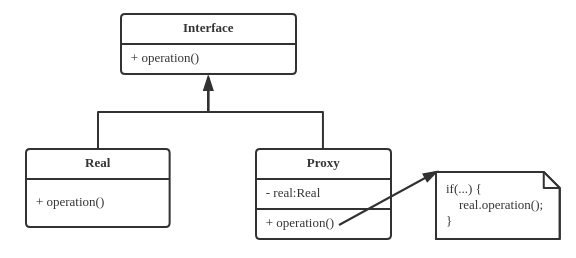 Interface
+ operation()
Real
+ operation()
Proxy
- real:Real
+ operation()
if(...) {
real.operation();
}